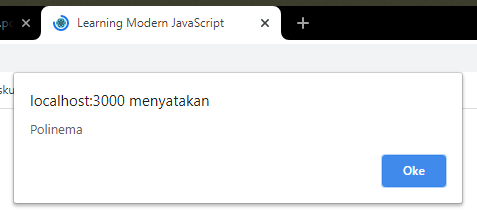 Learning Modern JavaScript
localhost:3000 menyatakan
Polinema
Oke